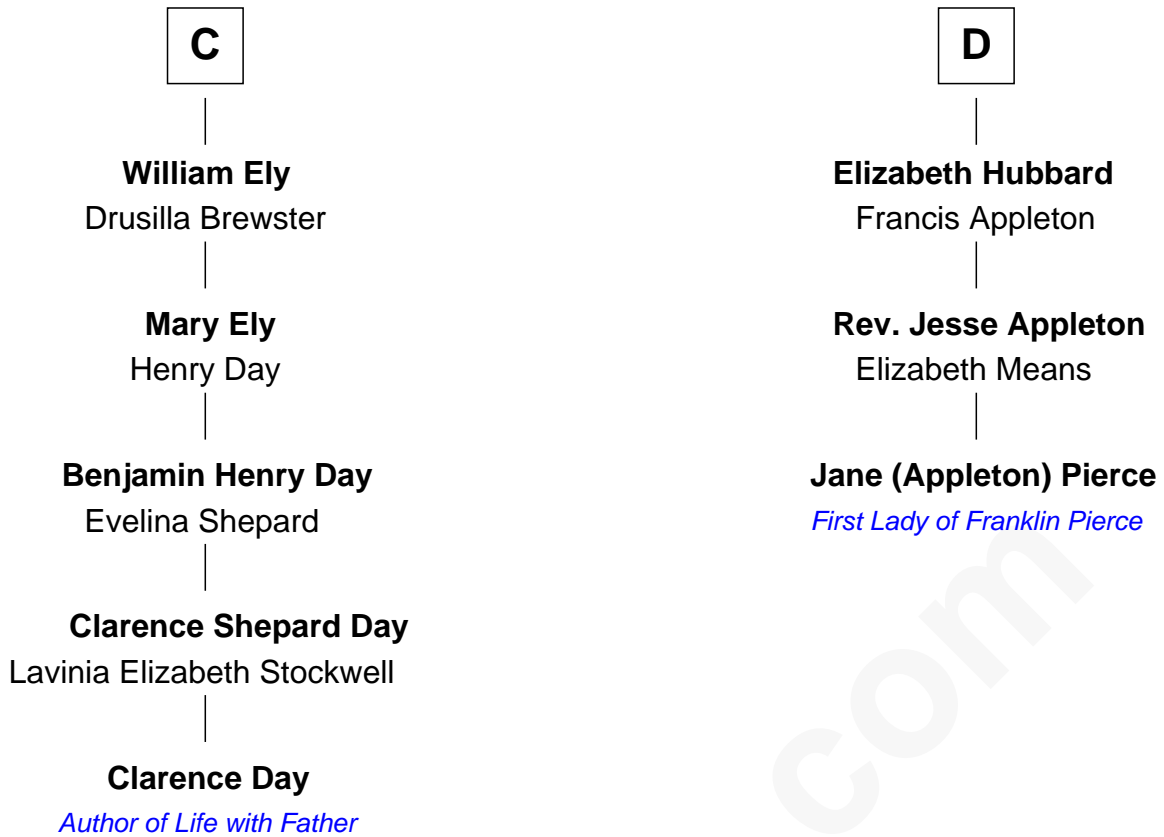 C
William Ely
Drusilla Brewster
Mary Ely
Henry Day
Benjamin Henry Day
Evelina Shepard
Clarence Shepard Day
Lavinia Elizabeth Stockwell
Clarence Day
Author of Life with Father
D
Elizabeth Hubbard
Francis Appleton
Rev. Jesse Appleton
Elizabeth Means
Jane (Appleton) Pierce
First Lady of Franklin Pierce
com